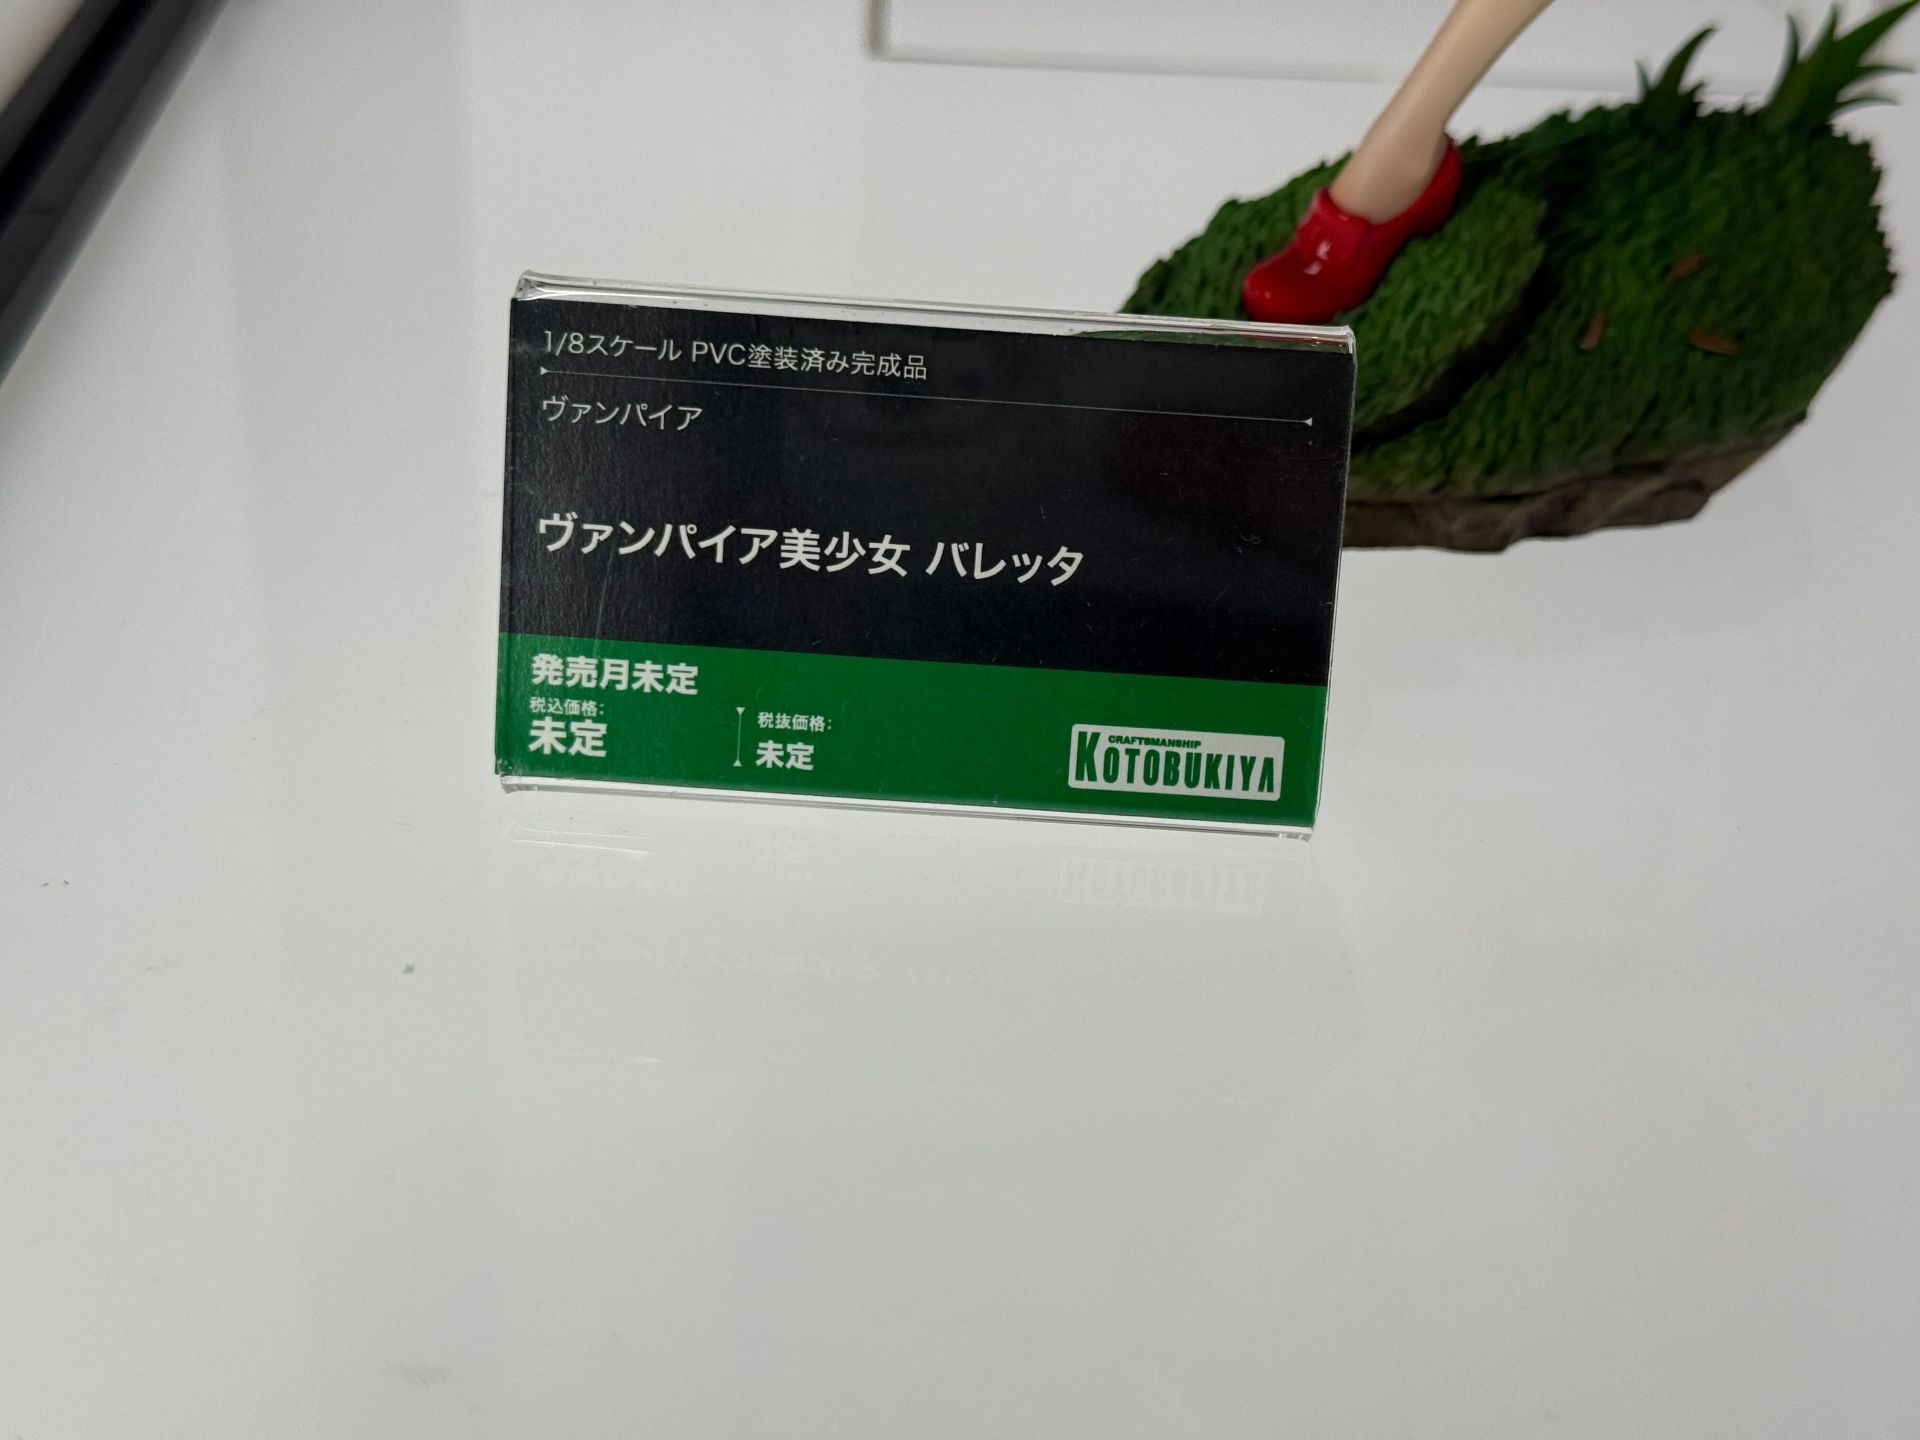 1/8スケール PVC塗装済み完成品
ヴァンパイア
ヴァンパイア美少女 バレッタ
発売月未定
税込価格:
未定
税抜価格:
未定
CRAFTSMANSHIP
KOTOBUKIYA